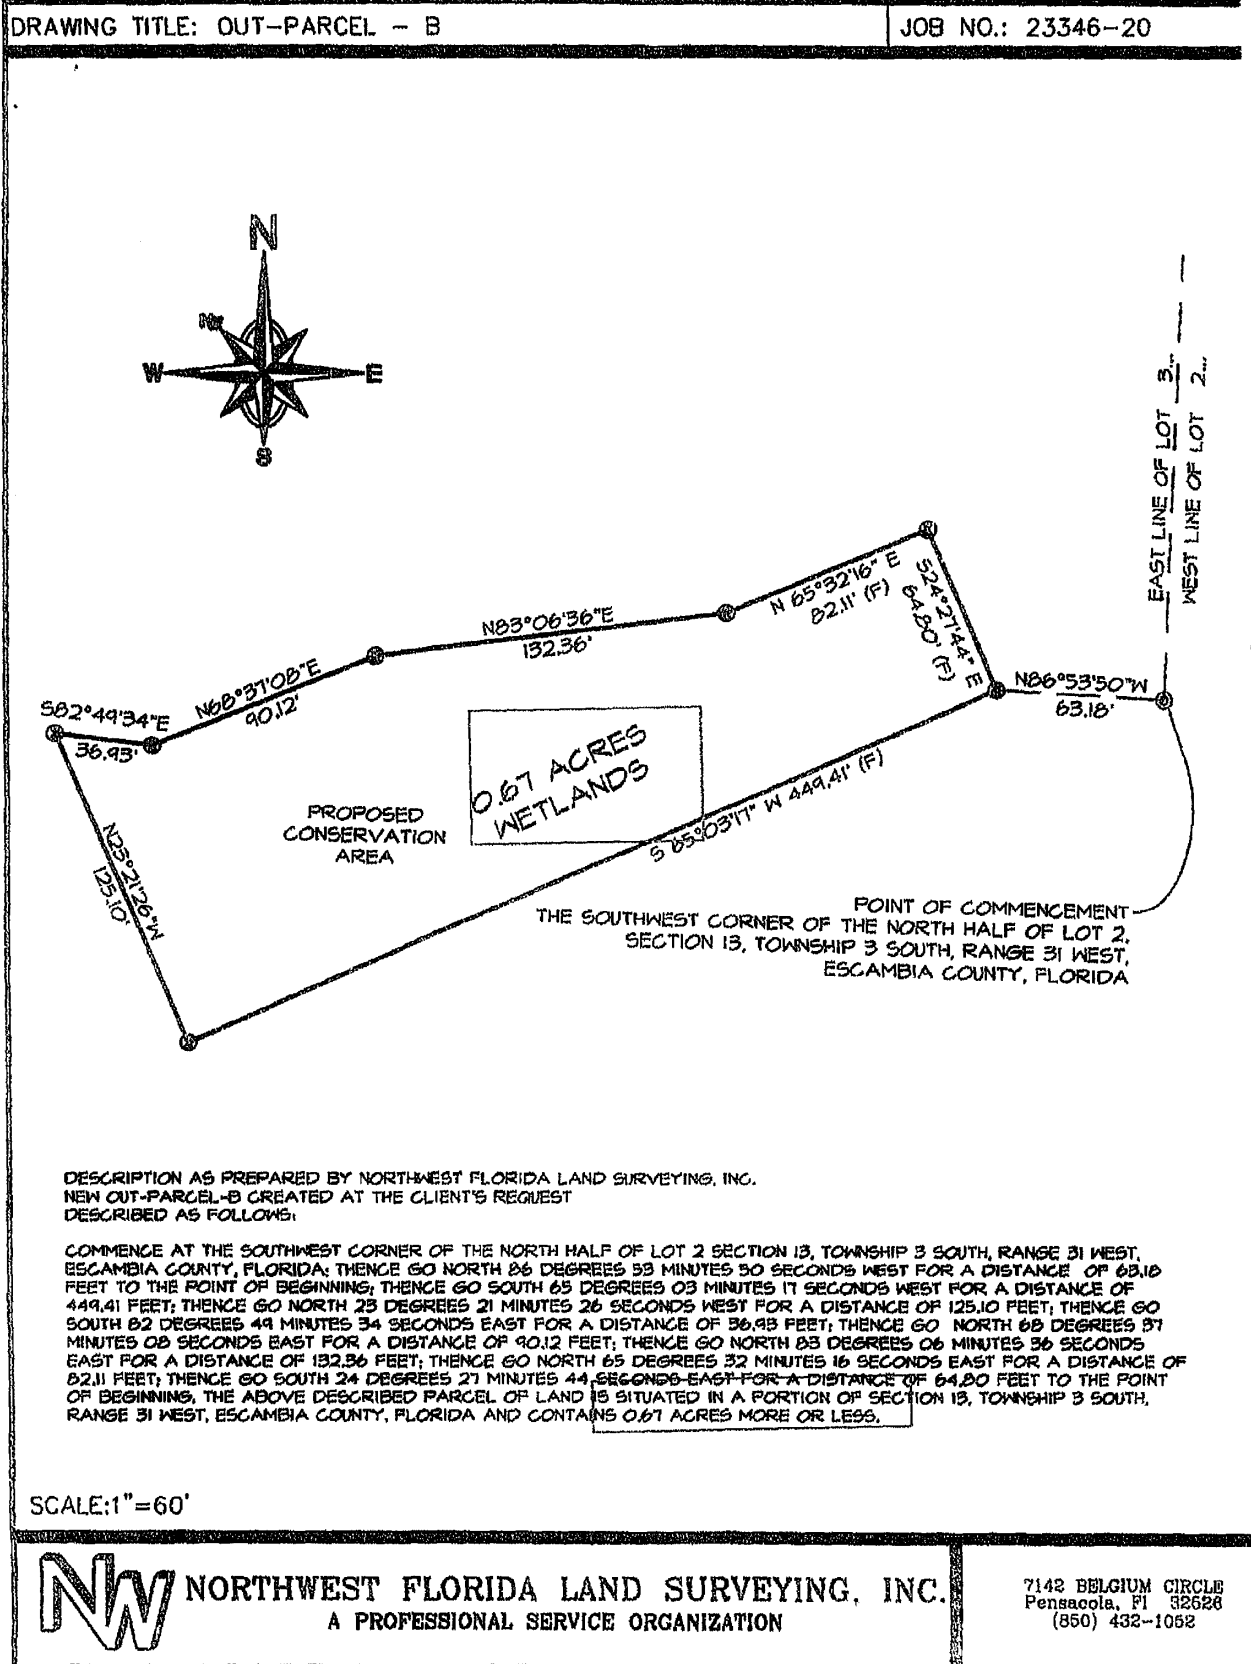 DRAWING TITLE: OUT-PARCEL - B
JOB NO.: 23346-20
N
NW
W
E
S
EAST LINE OF LOT 3...
WEST LINE OF LOT 2...
N 65°32'16" E
82.11' (F)
S24°27'44" E
64.80' (F)
N83°06'36"E
132.36'
N68°37'08"E
90.12'
S82°49'34"E
36.93'
N86°53'50"W
63.18'
0.67 ACRES
WETLANDS
S 65°03'17" W 449.41' (F)
PROPOSED
CONSERVATION
AREA
N23°21'26"W
125.10'
POINT OF COMMENCEMENT
THE SOUTHWEST CORNER OF THE NORTH HALF OF LOT 2,
SECTION 13, TOWNSHIP 3 SOUTH, RANGE 31 WEST,
ESCAMBIA COUNTY, FLORIDA
DESCRIPTION AS PREPARED BY NORTHWEST FLORIDA LAND SURVEYING, INC.
NEW OUT-PARCEL-B CREATED AT THE CLIENT'S REQUEST
DESCRIBED AS FOLLOWS:
COMMENCE AT THE SOUTHWEST CORNER OF THE NORTH HALF OF LOT 2 SECTION 13, TOWNSHIP 3 SOUTH, RANGE 31 WEST,
ESCAMBIA COUNTY, FLORIDA; THENCE GO NORTH 86 DEGREES 53 MINUTES 50 SECONDS WEST FOR A DISTANCE OF 63.18
FEET TO THE POINT OF BEGINNING; THENCE GO SOUTH 65 DEGREES 03 MINUTES 17 SECONDS WEST FOR A DISTANCE OF
449.41 FEET; THENCE GO NORTH 23 DEGREES 21 MINUTES 26 SECONDS WEST FOR A DISTANCE OF 125.10 FEET; THENCE GO
SOUTH 82 DEGREES 49 MINUTES 34 SECONDS EAST FOR A DISTANCE OF 36.93 FEET; THENCE GO NORTH 68 DEGREES 37
MINUTES 08 SECONDS EAST FOR A DISTANCE OF 90.12 FEET; THENCE GO NORTH 83 DEGREES 06 MINUTES 36 SECONDS
EAST FOR A DISTANCE OF 132.36 FEET; THENCE GO NORTH 65 DEGREES 32 MINUTES 16 SECONDS EAST FOR A DISTANCE OF
82.11 FEET; THENCE GO SOUTH 24 DEGREES 27 MINUTES 44 SECONDS EAST FOR A DISTANCE OF 64.80 FEET TO THE POINT
OF BEGINNING. THE ABOVE DESCRIBED PARCEL OF LAND IS SITUATED IN A PORTION OF SECTION 13, TOWNSHIP 3 SOUTH,
RANGE 31 WEST, ESCAMBIA COUNTY, FLORIDA AND CONTAINS 0.67 ACRES MORE OR LESS.
SCALE:1"=60'
NW
NORTHWEST FLORIDA LAND SURVEYING, INC.
A PROFESSIONAL SERVICE ORGANIZATION
7142 BELGIUM CIRCLE
Pensacola, Fl 32526
(850) 432-1052